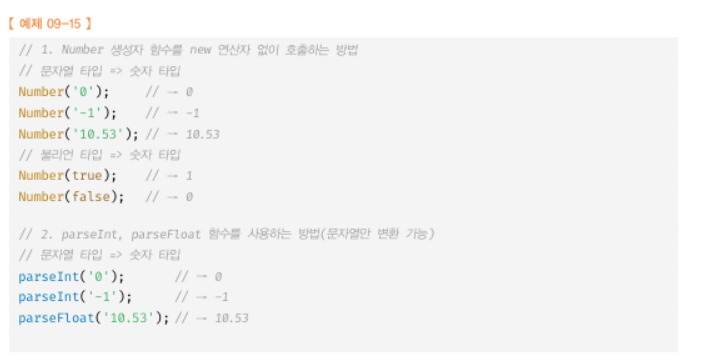 【 예제 09-15 】
// 1. Number 생성자 함수를 new 연산자 없이 호출하는 방법
// 문자열 타입 => 숫자 타입
Number('0');     // → 0
Number('-1');    // → -1
Number('10.53'); // → 10.53
// 불리언 타입 => 숫자 타입
Number(true);    // → 1
Number(false);   // → 0
// 2. parseInt, parseFloat 함수를 사용하는 방법(문자열만 변환 가능)
// 문자열 타입 => 숫자 타입
parseInt('0');       // → 0
parseInt('-1');      // → -1
parseFloat('10.53'); // → 10.53